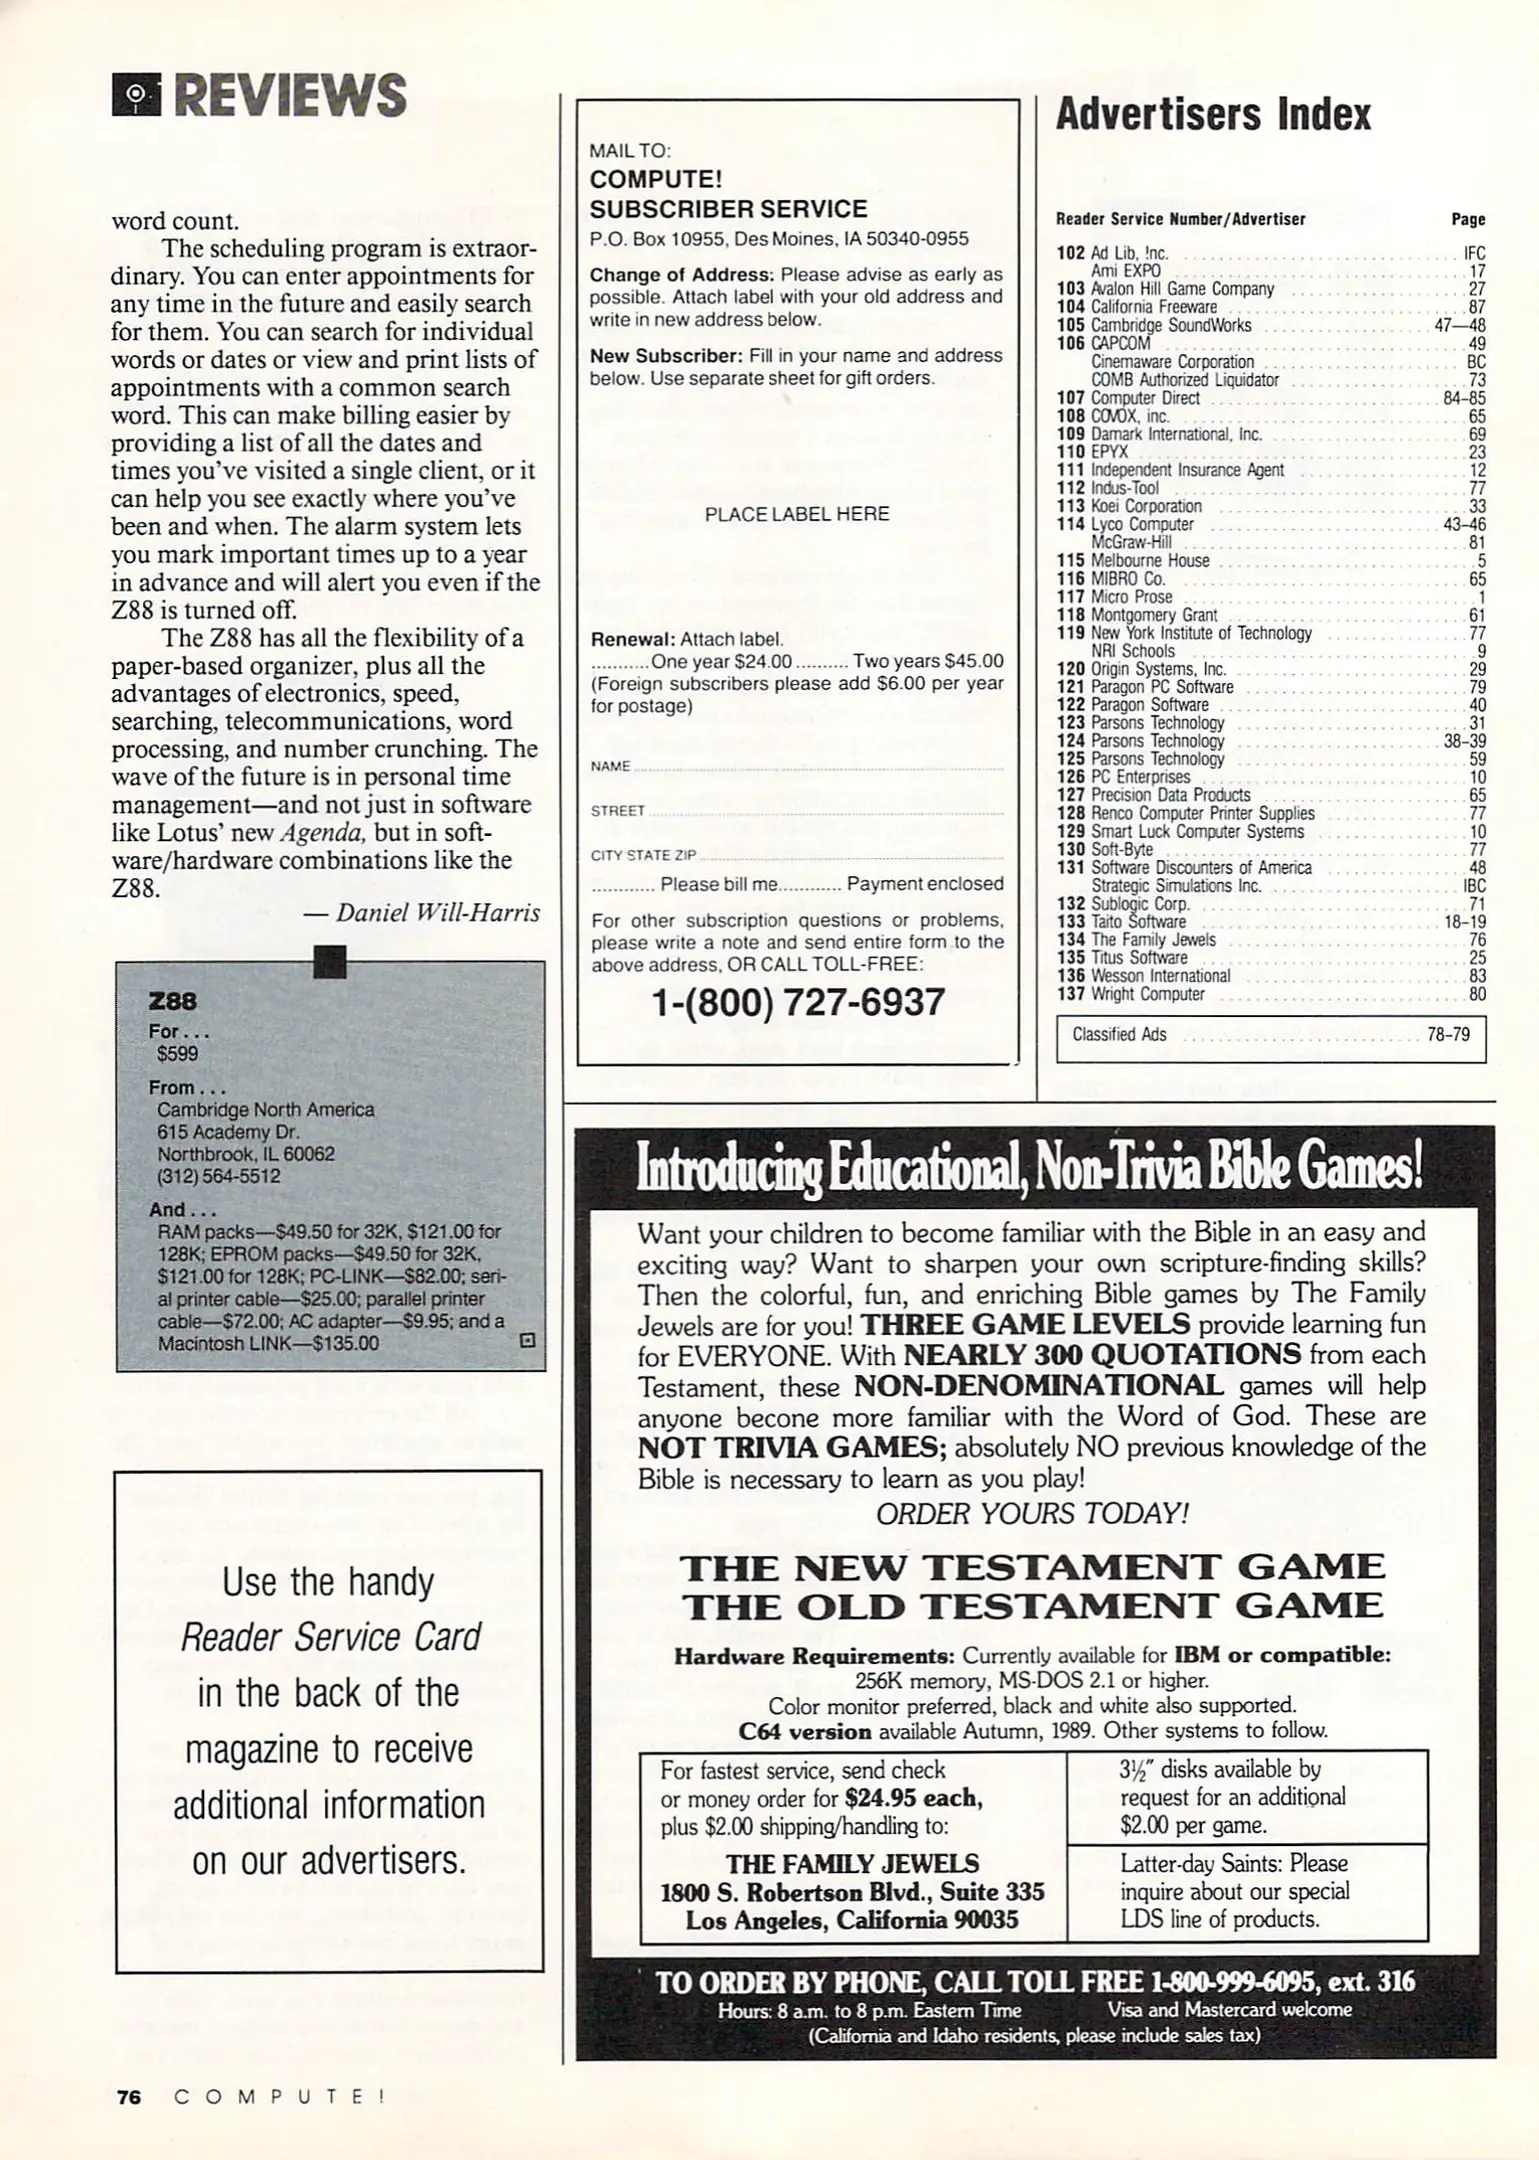 REVIEWS
word count.
The scheduling program is extraor-
dinary. You can enter appointments for
any time in the future and easily search
for them. You can search for individual
words or dates or view and print lists of
appointments with a common search
word. This can make billing easier by
providing a list of all the dates and
times you've visited a single client, or it
can help you see exactly where you've
been and when. The alarm system lets
you mark important times up to a year
in advance and will alert you even if the
Z88 is turned off.
The Z88 has all the flexibility of a
paper-based organizer, plus all the
advantages of electronics, speed,
searching, telecommunications, word
processing, and number crunching. The
wave of the future is in personal time
management—and not just in software
like Lotus' new Agenda, but in soft-
ware/hardware combinations like the
Z88.
— Daniel Will-Harris
Z88
For . . .
$599
From . . .
Cambridge North America
615 Academy Dr.
Northbrook, IL 60062
(312) 564-5512
And . . .
RAM packs—$49.50 for 32K, $121.00 for
128K; EPROM packs—$49.50 for 32K,
$121.00 for 128K; PC-LINK—$82.00; seri-
al printer cable—$25.00; parallel printer
cable—$72.00; AC adapter—$9.95; and a
Macintosh LINK—$135.00
Use the handy
Reader Service Card
in the back of the
magazine to receive
additional information
on our advertisers.
MAIL TO:
COMPUTE!
SUBSCRIBER SERVICE
P.O. Box 10955, Des Moines, IA 50340-0955
Change of Address: Please advise as early as
possible. Attach label with your old address and
write in new address below.
New Subscriber: Fill in your name and address
below. Use separate sheet for gift orders.
PLACE LABEL HERE
Renewal: Attach label.
...........One year $24.00.......... Two years $45.00
(Foreign subscribers please add $6.00 per year
for postage)
NAME
STREET
CITY STATE ZIP
............ Please bill me............ Payment enclosed
For other subscription questions or problems,
please write a note and send entire form to the
above address, OR CALL TOLL-FREE:
1-(800) 727-6937
Advertisers Index
Reader Service Number/Advertiser Page
102 Ad Lib, Inc. IFC
Ami EXPO 17
103 Avalon Hill Game Company 27
104 California Freeware 87
105 Cambridge SoundWorks 47—48
106 CAPCOM 49
Cinemaware Corporation BC
COMB Authorized Liquidator 73
107 Computer Direct 84-85
108 COVOX, inc. 65
109 Damark International, Inc. 69
110 EPYX 23
111 Independent Insurance Agent 12
112 Indus-Tool 77
113 Koei Corporation 33
114 Lyco Computer 43-46
McGraw-Hill 81
115 Melbourne House 5
116 MIBRO Co. 65
117 Micro Prose 1
118 Montgomery Grant 61
119 New York Institute of Technology 77
NRI Schools 9
120 Origin Systems, Inc. 29
121 Paragon PC Software 79
122 Paragon Software 40
123 Parsons Technology 31
124 Parsons Technology 38-39
125 Parsons Technology 59
126 PC Enterprises 10
127 Precision Data Products 65
128 Renco Computer Printer Supplies 77
129 Smart Luck Computer Systems 10
130 Soft-Byte 77
131 Software Discounters of America 48
Strategic Simulations Inc. IBC
132 Sublogic Corp. 71
133 Taito Software 18-19
134 The Family Jewels 76
135 Titus Software 25
136 Wesson International 83
137 Wright Computer 80
Classified Ads 78-79
Introducing Educational, Non-Trivia Bible Games!
Want your children to become familiar with the Bible in an easy and
exciting way? Want to sharpen your own scripture-finding skills?
Then the colorful, fun, and enriching Bible games by The Family
Jewels are for you! THREE GAME LEVELS provide learning fun
for EVERYONE. With NEARLY 300 QUOTATIONS from each
Testament, these NON-DENOMINATIONAL games will help
anyone becone more familiar with the Word of God. These are
NOT TRIVIA GAMES; absolutely NO previous knowledge of the
Bible is necessary to learn as you play!
ORDER YOURS TODAY!
THE NEW TESTAMENT GAME
THE OLD TESTAMENT GAME
Hardware Requirements: Currently available for IBM or compatible:
256K memory, MS-DOS 2.1 or higher.
Color monitor preferred, black and white also supported.
C64 version available Autumn, 1989. Other systems to follow.
For fastest service, send check
or money order for $24.95 each,
plus $2.00 shipping/handling to:
THE FAMILY JEWELS
1800 S. Robertson Blvd., Suite 335
Los Angeles, California 90035
3½" disks available by
request for an additional
$2.00 per game.
Latter-day Saints: Please
inquire about our special
LDS line of products.
TO ORDER BY PHONE, CALL TOLL FREE 1-800-999-6095, ext. 316
Hours: 8 a.m. to 8 p.m. Eastern Time Visa and Mastercard welcome
(California and Idaho residents, please include sales tax)
76 COMPUTE!